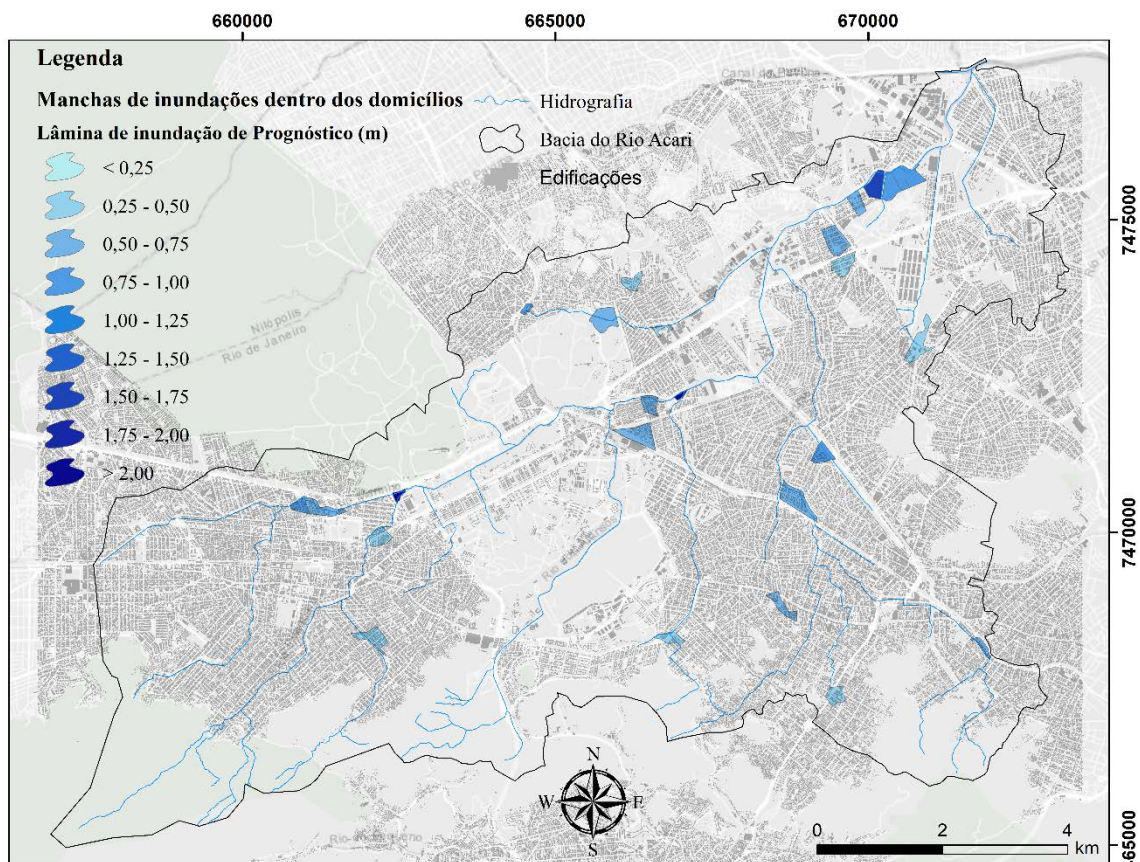 660000
665000
670000
Legenda
Manchas de inundações dentro dos domicílios
Lâmina de inundação de Prognóstico (m)
< 0,25
0,25 - 0,50
0,50 - 0,75
0,75 - 1,00
1,00 - 1,25
1,25 - 1,50
1,50 - 1,75
1,75 - 2,00
> 2,00
Hidrografia
Bacia do Rio Acari
Edificações
Nilópolis
Rio de Janeiro
7475000
7470000
65000
N
W
E
S
0
2
4
km